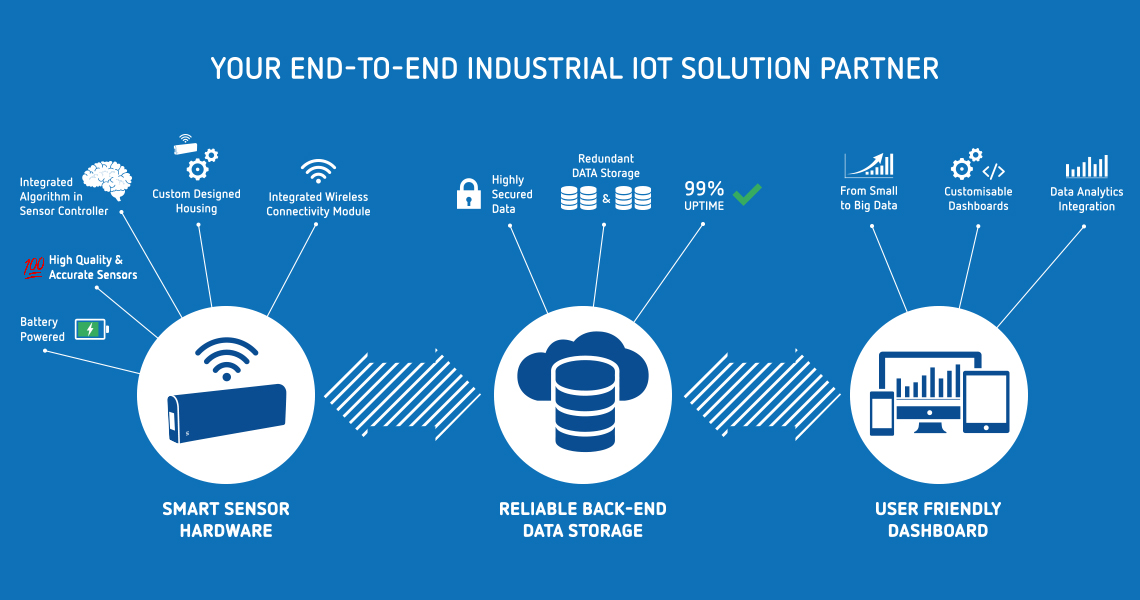 YOUR END-TO-END INDUSTRIAL IOT SOLUTION PARTNER
Integrated
Algorithm in
Sensor Controller
Custom Designed
Housing
Integrated Wireless
Connectivity Module
100
High Quality &
Accurate Sensors
Battery
Powered
Highly
Secured
Data
Redundant
DATA Storage
&
99%
UPTIME
From Small
to Big Data
</>
Customisable
Dashboards
Data Analytics
Integration
SMART SENSOR
HARDWARE
RELIABLE BACK-END
DATA STORAGE
USER FRIENDLY
DASHBOARD